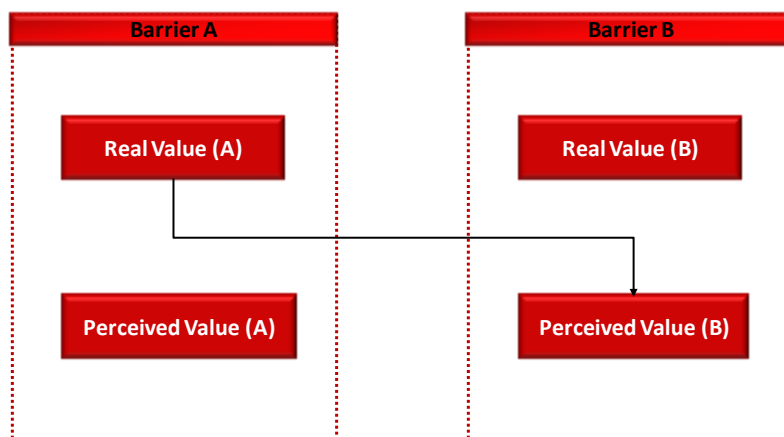 Barrier A
Barrier B
Real Value (A)
Real Value (B)
Perceived Value (A)
Perceived Value (B)